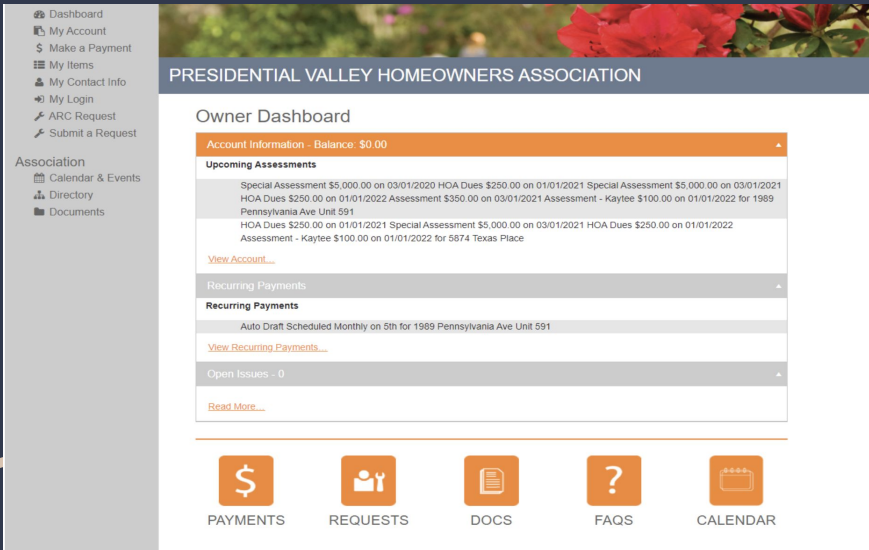 Dashboard
My Account
Make a Payment
My Items
My Contact Info
My Login
ARC Request
Submit a Request
Association
Calendar & Events
Directory
Documents
PRESIDENTIAL VALLEY HOMEOWNERS ASSOCIATION
Owner Dashboard
Account Information - Balance: $0.00
Upcoming Assessments
Special Assessment $5,000.00 on 03/01/2020 HOA Dues $250.00 on 01/01/2021 Special Assessment $5,000.00 on 03/01/2021
HOA Dues $250.00 on 01/01/2022 Assessment $350.00 on 03/01/2021 Assessment - Kaytee $100.00 on 01/01/2022 for 1989
Pennsylvania Ave Unit 591
HOA Dues $250.00 on 01/01/2021 Special Assessment $5,000.00 on 03/01/2021 HOA Dues $250.00 on 01/01/2022
Assessment - Kaytee $100.00 on 01/01/2022 for 5874 Texas Place
View Account...
Recurring Payments
Recurring Payments
Auto Draft Scheduled Monthly on 5th for 1989 Pennsylvania Ave Unit 591
View Recurring Payments...
Open Issues - 0
Read More...
PAYMENTS REQUESTS DOCS FAQS CALENDAR